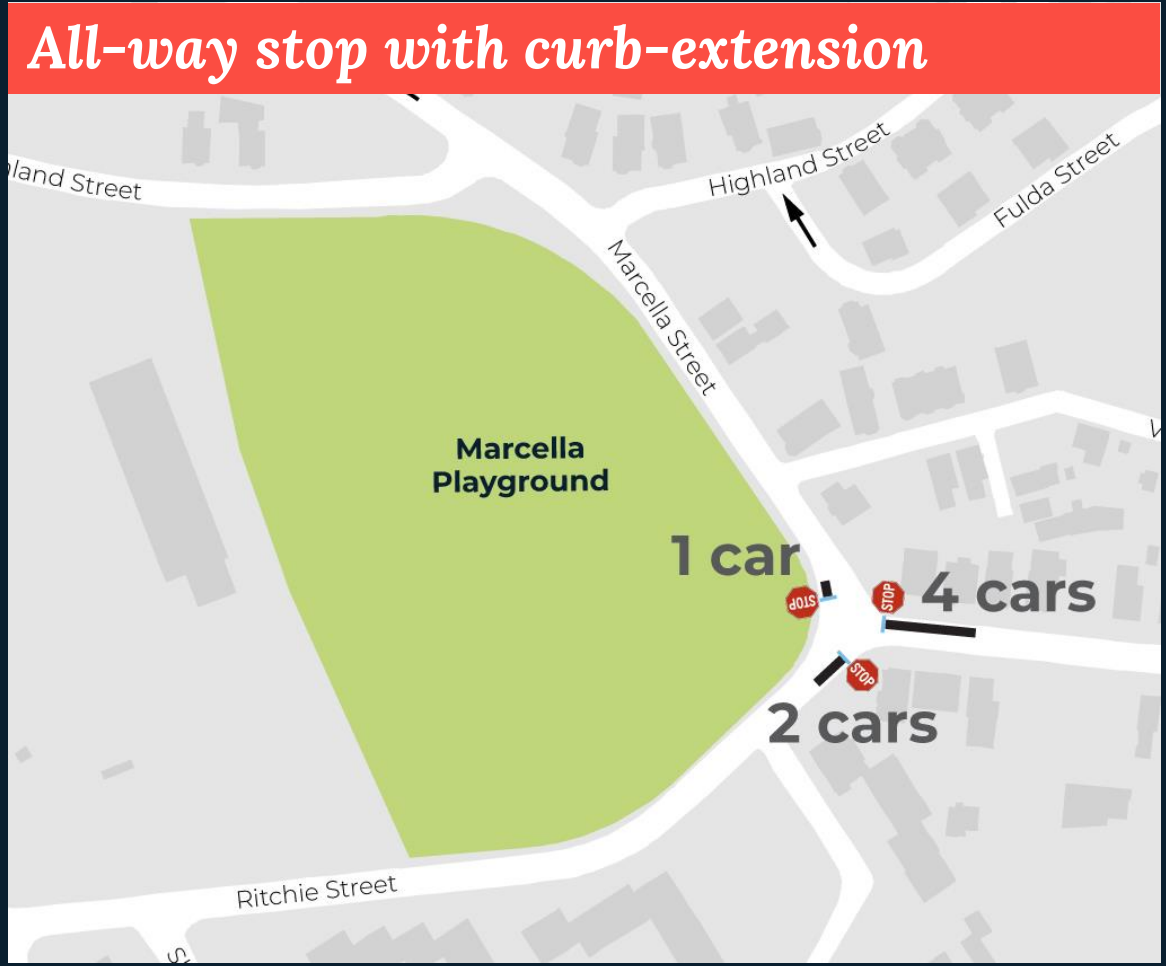 All-way stop with curb-extension
Highland Street
land Street
Fulda Street
Marcella Street
Marcella
Playground
1 car
STOP
STOP
4 cars
STOP
2 cars
Ritchie Street